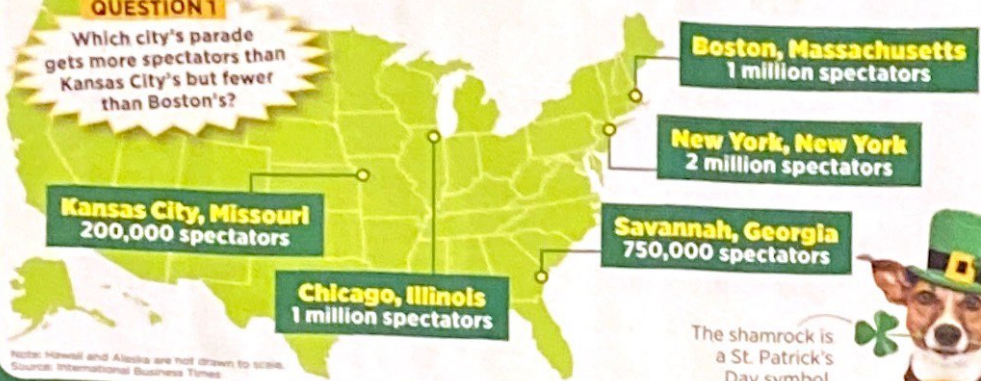 QUESTION 1
Which city's parade
gets more spectators than
Kansas City's but fewer
than Boston's?
Boston, Massachusetts
1 million spectators
New York, New York
2 million spectators
Kansas City, Missouri
200,000 spectators
Savannah, Georgia
750,000 spectators
Chicago, Illinois
1 million spectators
The shamrock is
a St. Patrick's
Day symbol
Note: Hawaii and Alaska are not drawn to scale.
Source: International Business Times